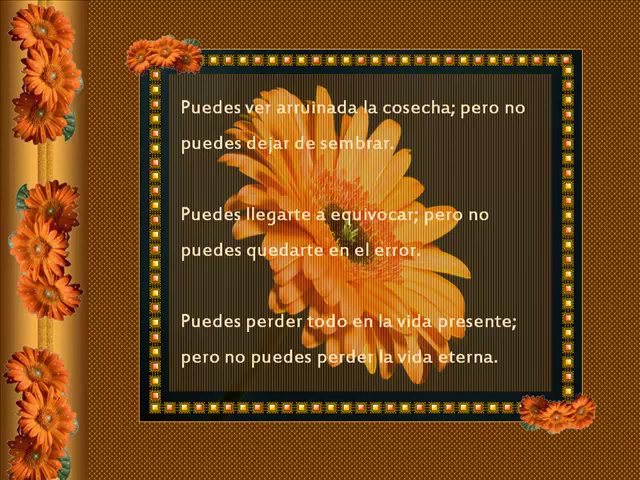 Puedes ver arruinada la cosecha; pero no
puedes dejar de sembrar.
Puedes llegarte a equivocar; pero no
puedes quedarte en el error.
Puedes perder todo en la vida presente;
pero no puedes perder la vida eterna.